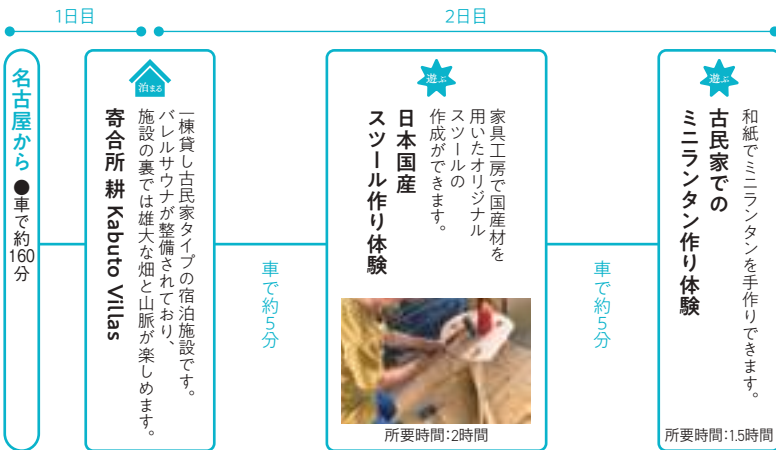 1日目
2日目
名古屋から ●車で約160分
泊まる
寄合所 耕 Kabuto Villas
一棟貸し古民家タイプの宿泊施設です。
バレルサウナが整備されており、
施設の裏では雄大な畑と山脈が楽しめます。
車で約5分
遊ぶ
日本国産
スツール作り体験
家具工房で国産材を
用いたオリジナル
スツールの
作成ができます。
所要時間:2時間
車で約5分
遊ぶ
古民家での
ミニランタン作り体験
和紙でミニランタンを手作りできます。
所要時間:1.5時間